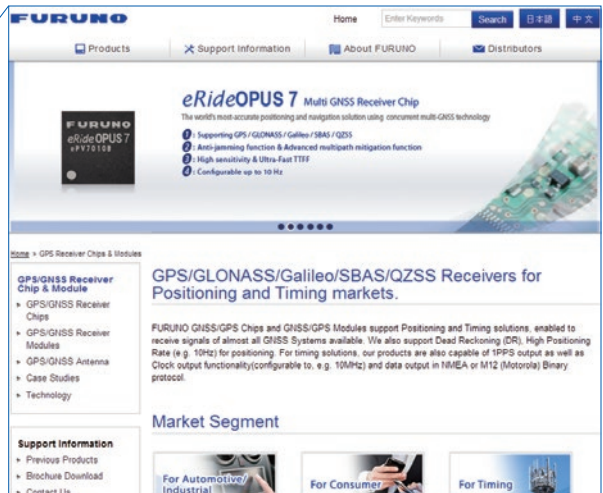 FURUNO
Home
Enter Keywords
Search
日本語
中文
Products
Support Information
About FURUNO
Distributors
eRideOPUS 7 Multi GNSS Receiver Chip
The world's most-accurate positioning and navigation solution using concurrent multi-GNSS technology
1: Supporting GPS / GLONASS / Galileo / SBAS / QZSS
2: Anti-jamming function & Advanced multipath mitigation function
3: High sensitivity & Ultra-Fast TTFF
4: Configurable up to 10 Hz
FURUNO
eRideOPUS 7
ePV7010B
Home > GPS Receiver Chips & Modules
GPS/GNSS Receiver
Chip & Module
GPS/GNSS Receiver
Chips
GPS/GNSS Receiver
Modules
GPS/GNSS Antenna
Case Studies
Technology
Support Information
Previous Products
Brochure Download
Contact Us
GPS/GLONASS/Galileo/SBAS/QZSS Receivers for
Positioning and Timing markets.
FURUNO GNSS/GPS Chips and GNSS/GPS Modules support Positioning and Timing solutions, enabled to
receive signals of almost all GNSS Systems available. We also support Dead Reckoning (DR), High Positioning
Rate (e.g. 10Hz) for positioning. For timing solutions, our products are also capable of 1PPS output as well as
Clock output functionality(configurable to, e.g. 10MHz) and data output in NMEA or M12 (Motorola) Binary
protocol.
Market Segment
For Automotive/
Industrial
For Consumer
For Timing